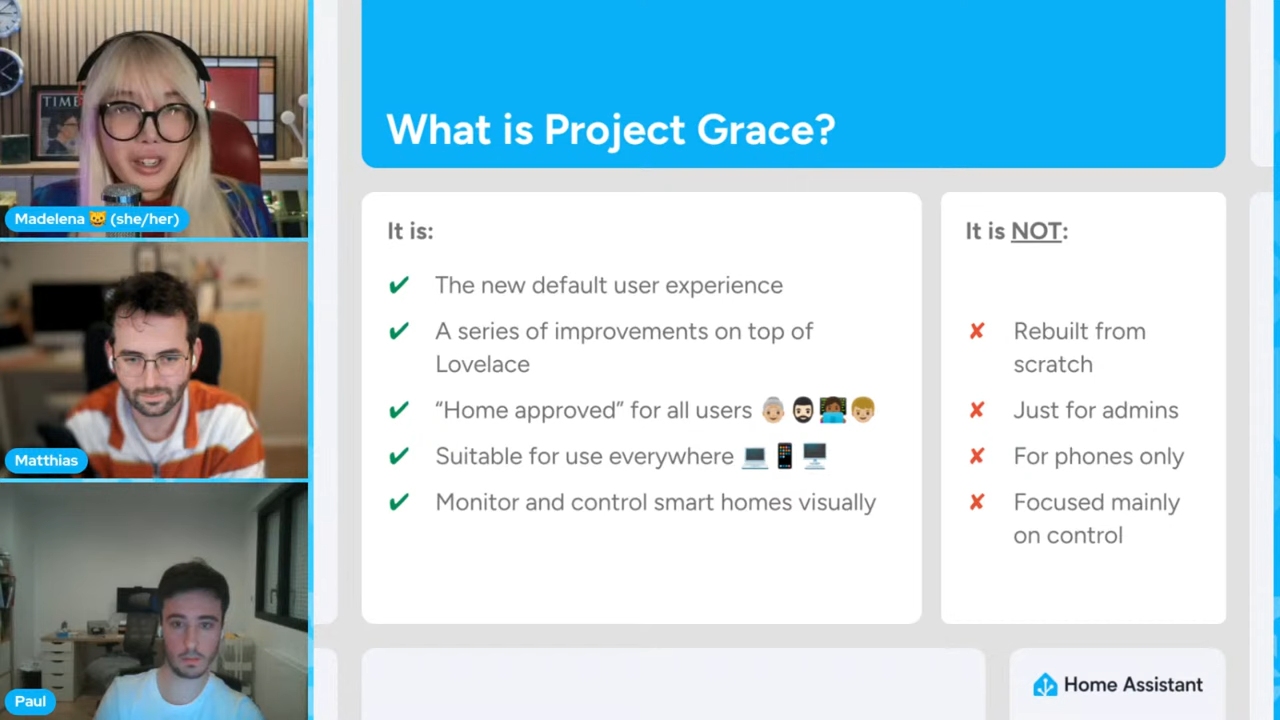 TIME
Madelena 😺 (she/her)
Matthias
Paul
What is Project Grace?
It is:
✔ The new default user experience
✔ A series of improvements on top of
Lovelace
✔ “Home approved” for all users 👵🏼🧔🏻👩🏾‍💻👦🏼
✔ Suitable for use everywhere 💻📱🖥️
✔ Monitor and control smart homes visually
It is NOT:
✘ Rebuilt from
scratch
✘ Just for admins
✘ For phones only
✘ Focused mainly
on control
Home Assistant